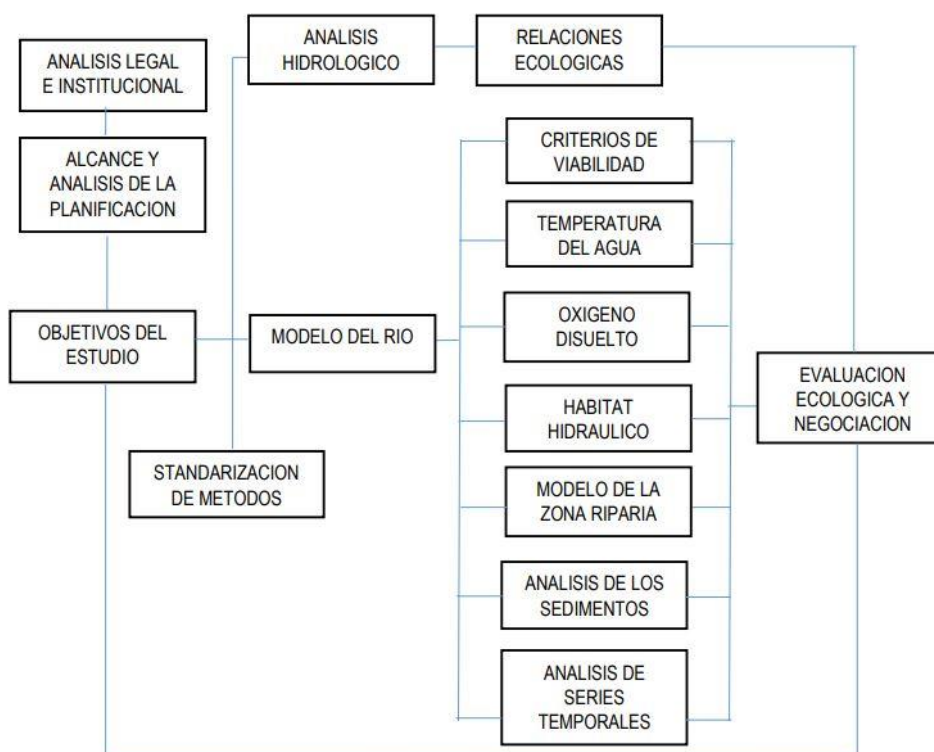 ANALISIS LEGAL
E INSTITUCIONAL
ALCANCE Y
ANALISIS DE LA
PLANIFICACION
OBJETIVOS DEL
ESTUDIO
ANALISIS
HIDROLOGICO
RELACIONES
ECOLOGICAS
MODELO DEL RIO
STANDARIZACION
DE METODOS
CRITERIOS DE
VIABILIDAD
TEMPERATURA
DEL AGUA
OXIGENO
DISUELTO
HABITAT
HIDRAULICO
MODELO DE LA
ZONA RIPARIA
ANALISIS DE LOS
SEDIMENTOS
ANALISIS DE
SERIES
TEMPORALES
EVALUACION
ECOLOGICA Y
NEGOCIACION